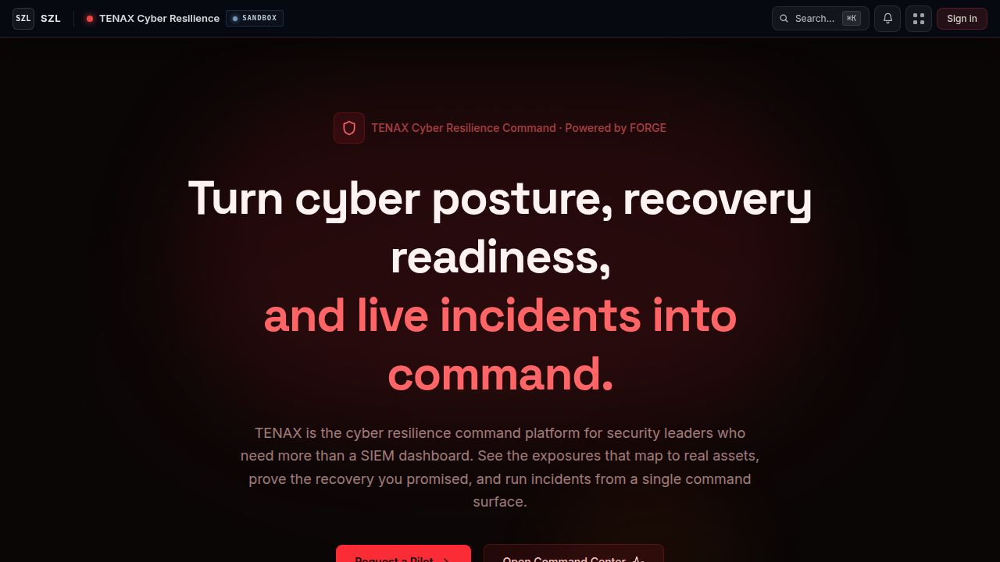 SZL SZL TENAX Cyber Resilience SANDBOX Search... ⌘K Sign in
TENAX Cyber Resilience Command · Powered by FORGE
Turn cyber posture, recovery
readiness,
and live incidents into
command.
TENAX is the cyber resilience command platform for security leaders who
need more than a SIEM dashboard. See the exposures that map to real assets,
prove the recovery you promised, and run incidents from a single command
surface.
Request a Pilot Open Command Center